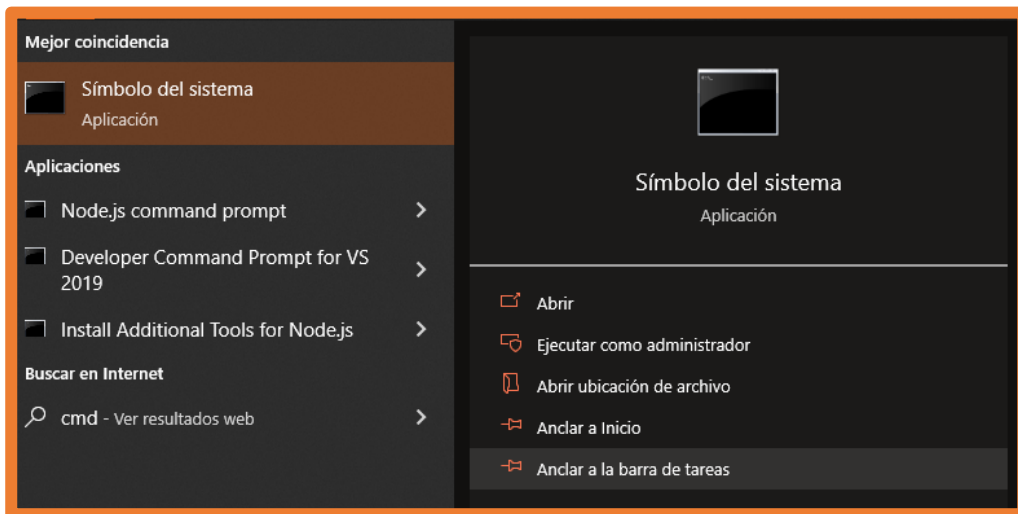 Mejor coincidencia
Símbolo del sistema
Aplicación
Aplicaciones
Node.js command prompt
Developer Command Prompt for VS
2019
Install Additional Tools for Node.js
Buscar en Internet
cmd - Ver resultados web
Símbolo del sistema
Aplicación
Abrir
Ejecutar como administrador
Abrir ubicación de archivo
Anclar a Inicio
Anclar a la barra de tareas